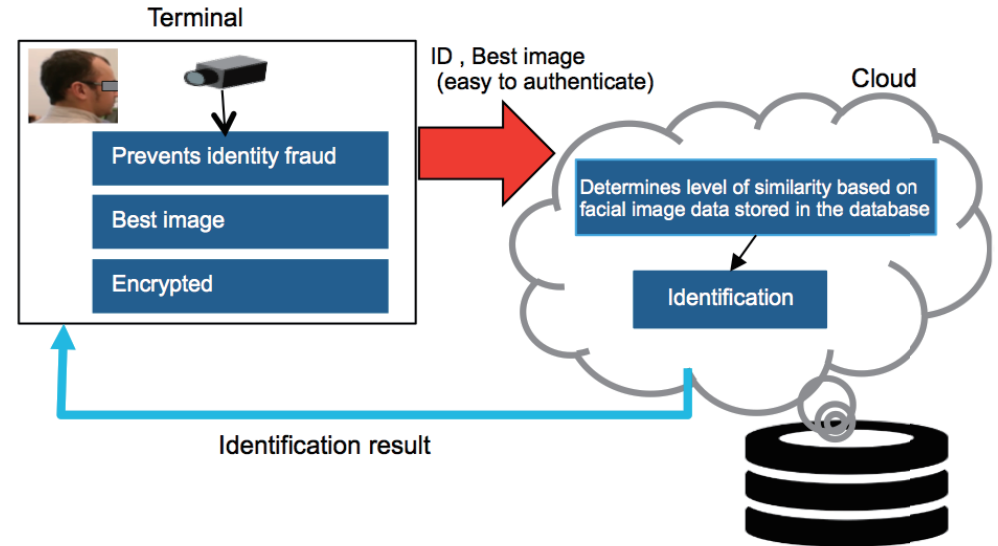 Terminal
ID , Best image
(easy to authenticate)
Cloud
Prevents identity fraud
Best image
Encrypted
Determines level of similarity based on
facial image data stored in the database
Identification
Identification result